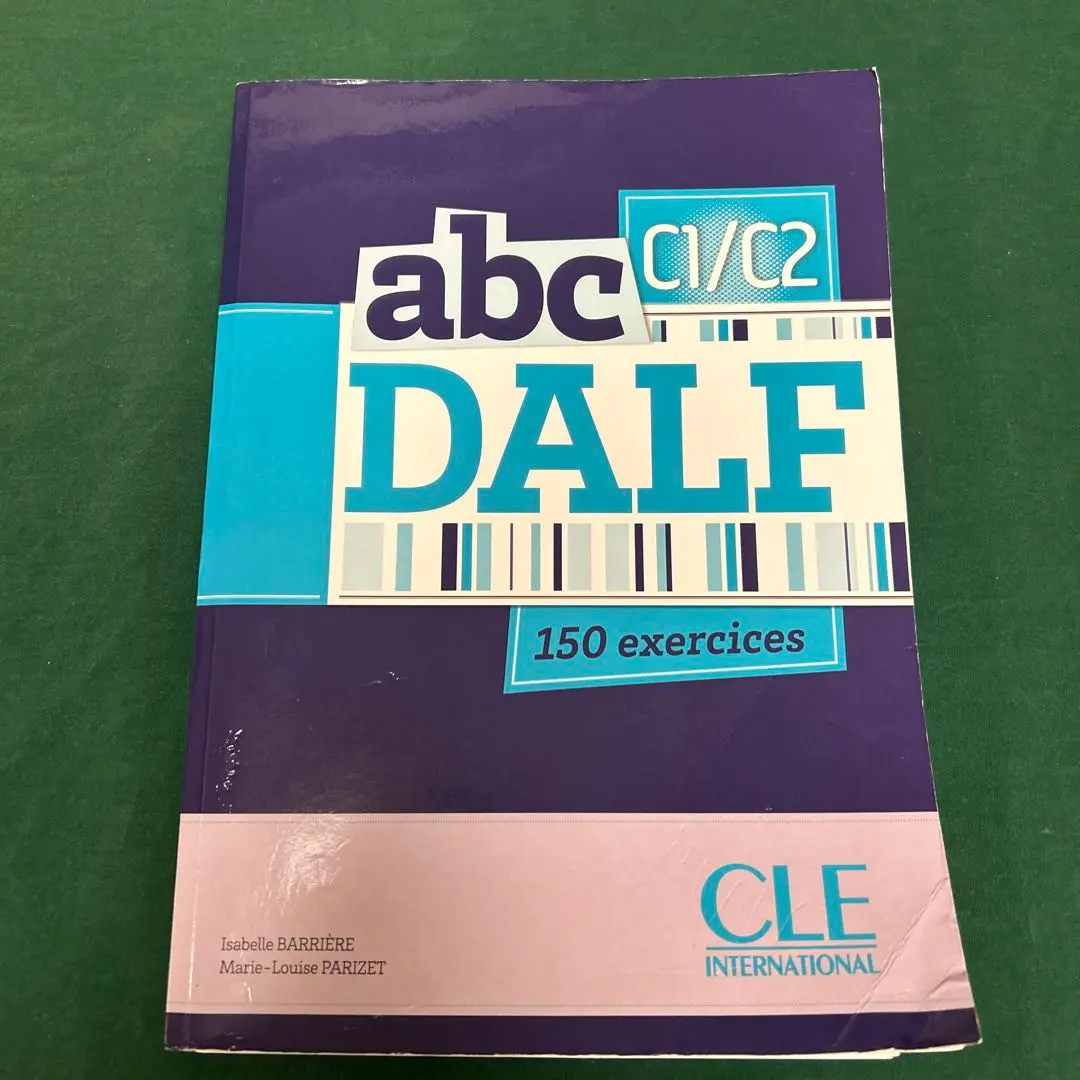 C1/C2
abc
DALF
150 exercices
Isabelle BARRIÈRE
Marie-Louise PARIZET
CLE
INTERNATIONAL